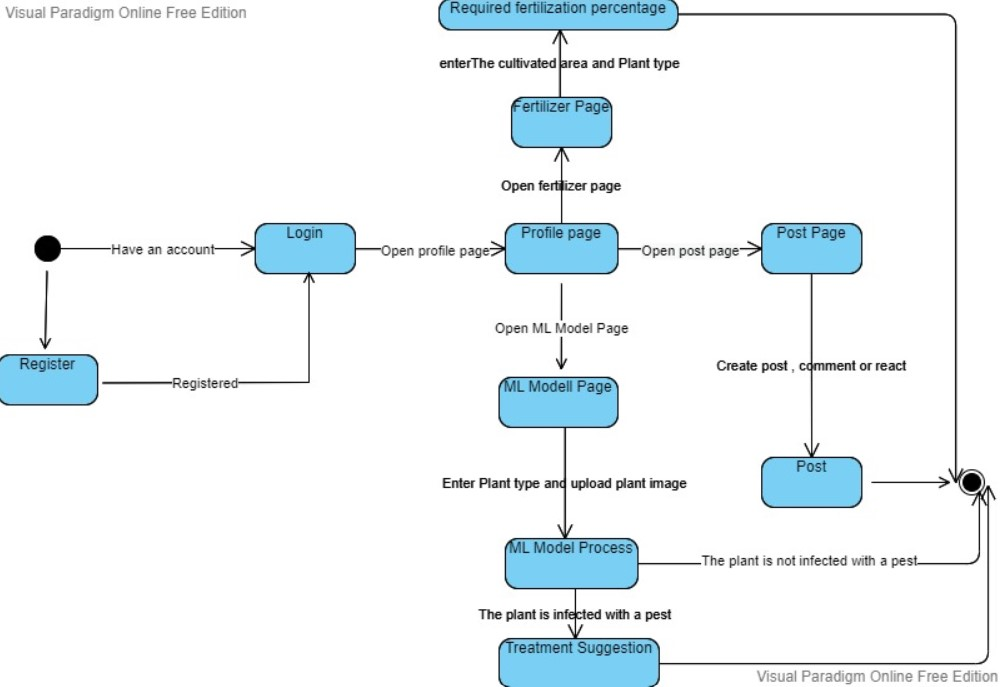 Visual Paradigm Online Free Edition
Required fertilization percentage
enterThe cultivated area and Plant type
Fertilizer Page
Open fertilizer page
Have an account
Login
Open profile page
Profile page
Open post page
Post Page
Open ML Model Page
Register
Registered
Create post , comment or react
ML Modell Page
Enter Plant type and upload plant image
Post
ML Model Process
The plant is not infected with a pest
The plant is infected with a pest
Treatment Suggestion
Visual Paradigm Online Free Edition